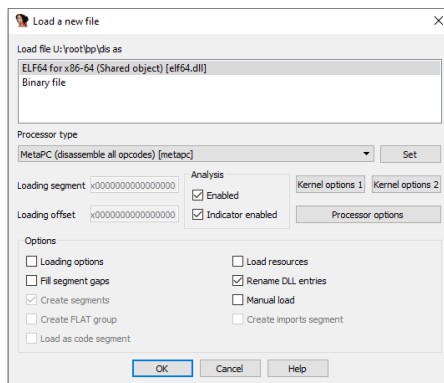 Load a new file
Load file U:\root\bp\dis as
ELF64 for x86-64 (Shared object) [elf64.dll]
Binary file
Processor type
MetaPC (disassemble all opcodes) [metapc]
Set
Loading segment x0000000000000000
Loading offset x0000000000000000
Analysis
Enabled
Indicator enabled
Kernel options 1 Kernel options 2
Processor options
Options
Loading options
Fill segment gaps
Create segments
Create FLAT group
Load as code segment
Load resources
Rename DLL entries
Manual load
Create imports segment
OK Cancel Help